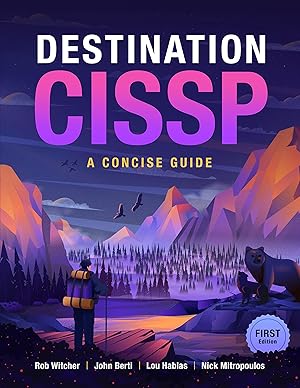 DESTINATION
CISSP
A CONCISE GUIDE
FIRST
Edition
Rob Witcher | John Berti | Lou Hablas | Nick Mitropoulos